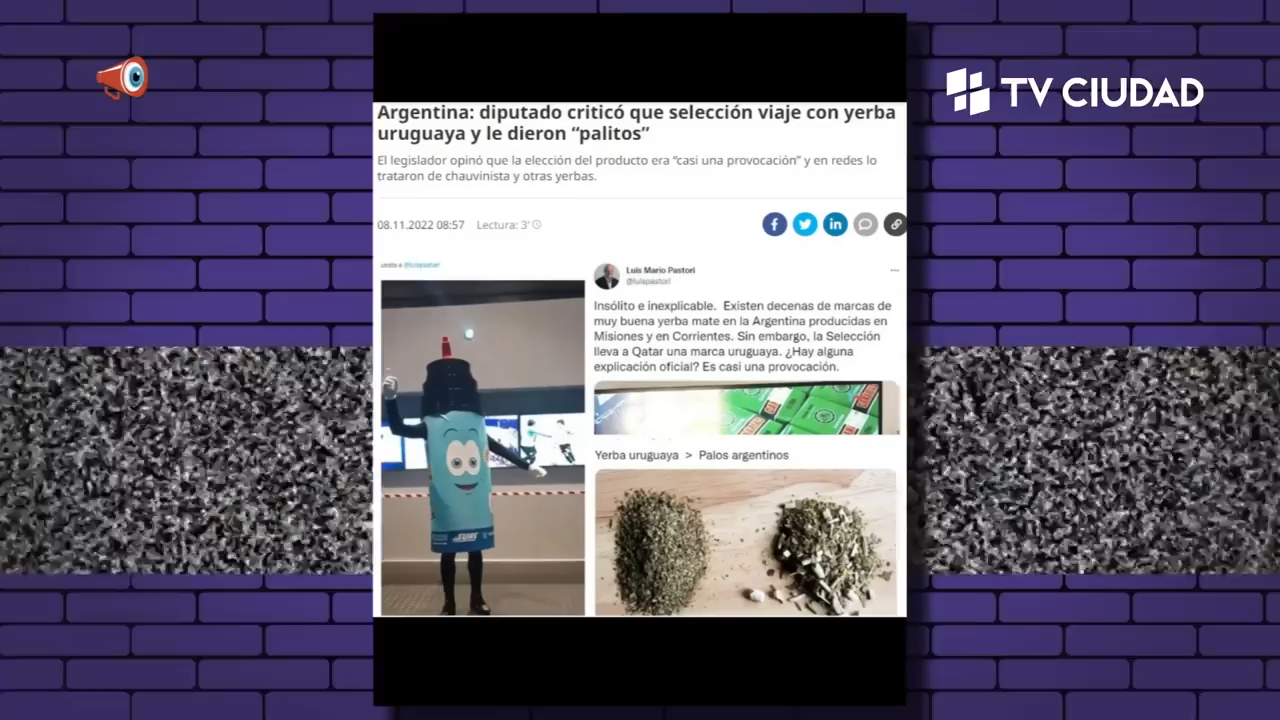 TV CIUDAD
Argentina: diputado criticó que selección viaje con yerba
uruguaya y le dieron “palitos”
El legislador opinó que la elección del producto era “casi una provocación” y en redes lo
trataron de chauvinista y otras yerbas.
08.11.2022 08:57 Lectura: 3'
@luispastori
Luis Mario Pastori
@luispastori
Insólito e inexplicable. Existen decenas de marcas de
muy buena yerba mate en la Argentina producidas en
Misiones y en Corrientes. Sin embargo, la Selección
lleva a Qatar una marca uruguaya. ¿Hay alguna
explicación oficial? Es casi una provocación.
Yerba uruguaya > Palos argentinos